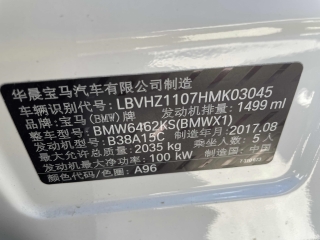 华晨宝马汽车有限公司制造
车辆识别代号: LBVHZ1107HMK03045
品牌: 宝马(BMW)牌 发动机排量: 1499 ml
整车型号: BMW6462KS(BMWX1)
发动机型号: B38A15C 制造年月: 2017.08
最大允许总质量: 2035 kg 乘坐人数: 5 人
发动机最大净功率: 100 kW 制造国: 中国
颜色代码/色圈: A96